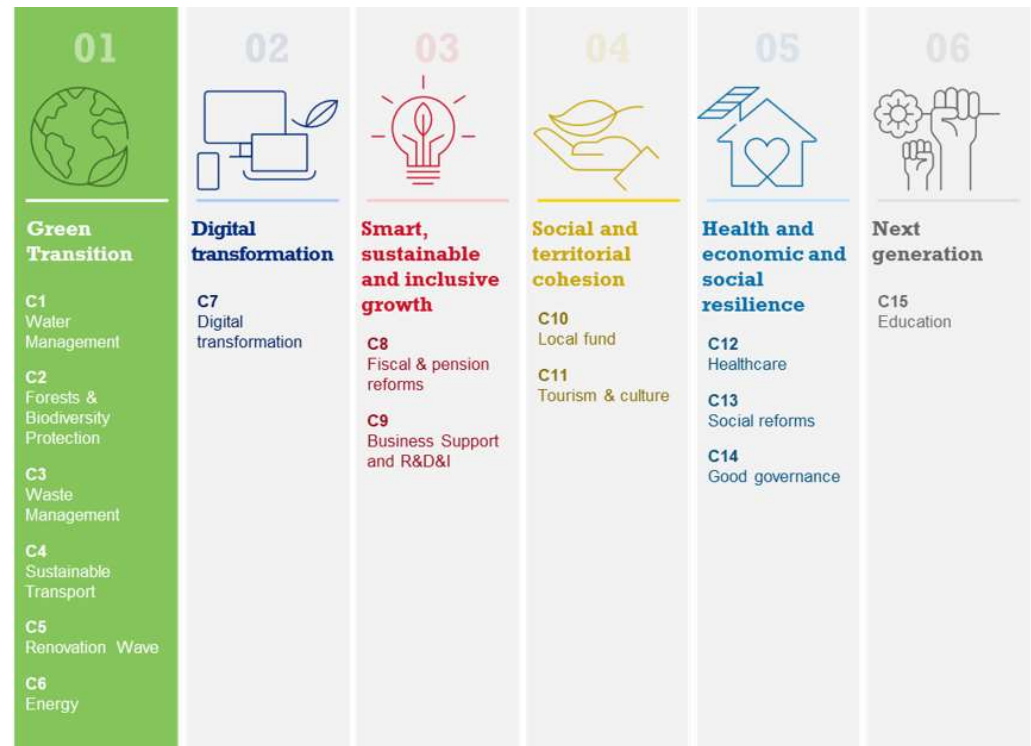 01
Green
Transition
C1
Water
Management
C2
Forests &
Biodiversity
Protection
C3
Waste
Management
C4
Sustainable
Transport
C5
Renovation Wave
C6
Energy
02
Digital
transformation
C7
Digital
transformation
03
Smart,
sustainable
and inclusive
growth
C8
Fiscal & pension
reforms
C9
Business Support
and R&D&I
04
Social and
territorial
cohesion
C10
Local fund
C11
Tourism & culture
05
Health and
economic and
social
resilience
C12
Healthcare
C13
Social reforms
C14
Good governance
06
Next
generation
C15
Education